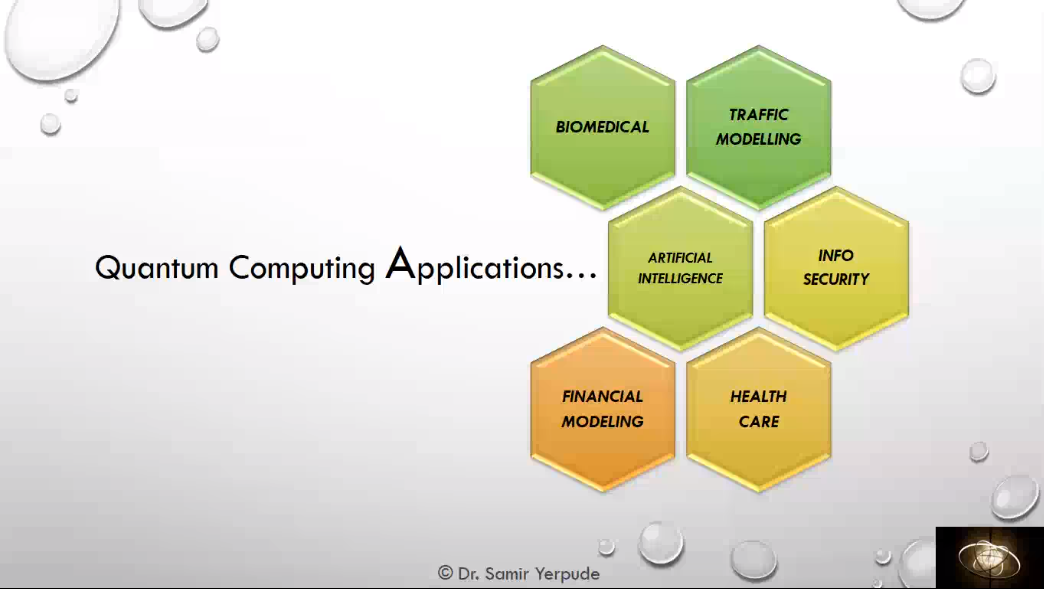 BIOMEDICAL
TRAFFIC
MODELLING
Quantum Computing Applications...
ARTIFICIAL
INTELLIGENCE
INFO
SECURITY
FINANCIAL
MODELING
HEALTH
CARE
© Dr. Samir Yerpude